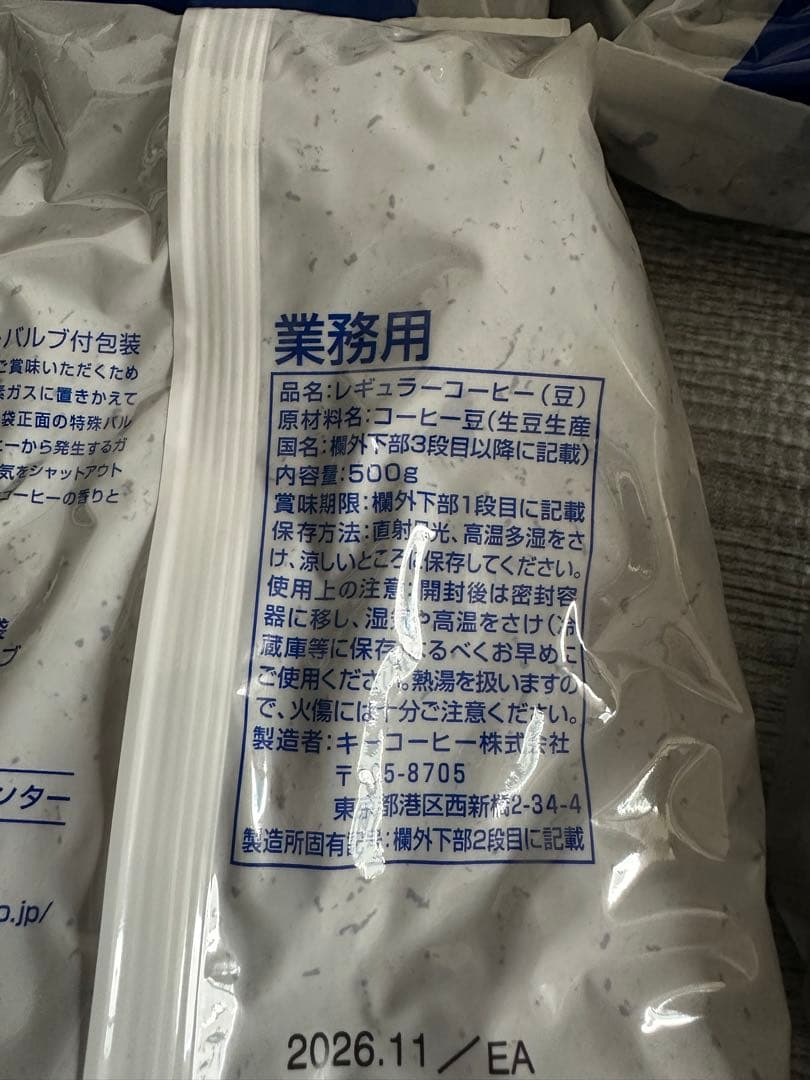 バルブ付包装
ご賞味いただくため
素ガスに置きかえて
袋正面の特殊バル
ヒーから発生するガ
気をシャットアウト
コーヒーの香りと
袋
ブ
ンター
o.jp/
業務用
品名:レギュラーコーヒー(豆)
原材料名:コーヒー豆(生豆生産
国名:欄外下部3段目以降に記載)
内容量:500g
賞味期限:欄外下部1段目に記載
保存方法:直射日光、高温多湿をさ
け、涼しいところに保存してください。
使用上の注意:開封後は密封容
器に移し、湿気や高温をさけ(冷
蔵庫等に保存)なるべくお早めに
ご使用ください。熱湯を扱いますの
で、火傷には十分ご注意ください。
製造者:キーコーヒー株式会社
〒 5-8705
東京都港区西新橋2-34-4
製造所固有記号:欄外下部2段目に記載
2026.11/EA